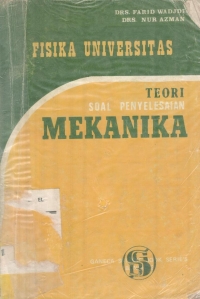 DRS. FARID WADJDI
DRS. NUR AZMAN
FISIKA UNIVERSITAS
TEORI
SOAL PENYELESAIAN
MEKANIKA